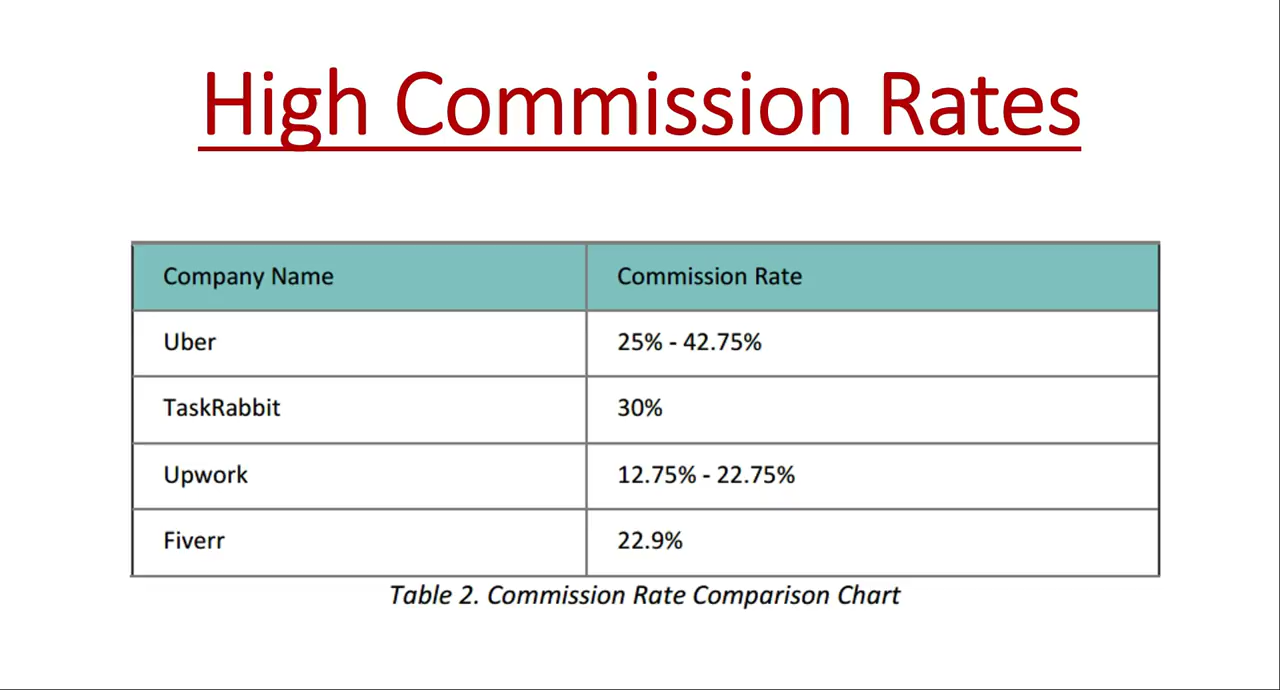 High Commission Rates
Company Name Commission Rate
Uber 25% - 42.75%
TaskRabbit 30%
Upwork 12.75% - 22.75%
Fiverr 22.9%
Table 2. Commission Rate Comparison Chart